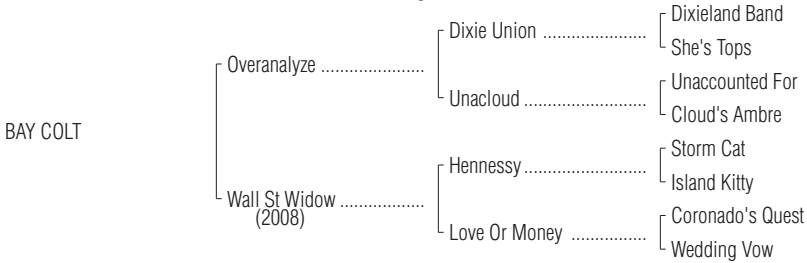 Dixieland Band
Dixie Union ......................
She's Tops
Overanalyze ......................
Unaccounted For
Unacloud ..........................
Cloud's Ambre
BAY COLT
Storm Cat
Hennessy ..........................
Island Kitty
Wall St Widow ..................
(2008)
Coronado's Quest
Love Or Money ................
Wedding Vow